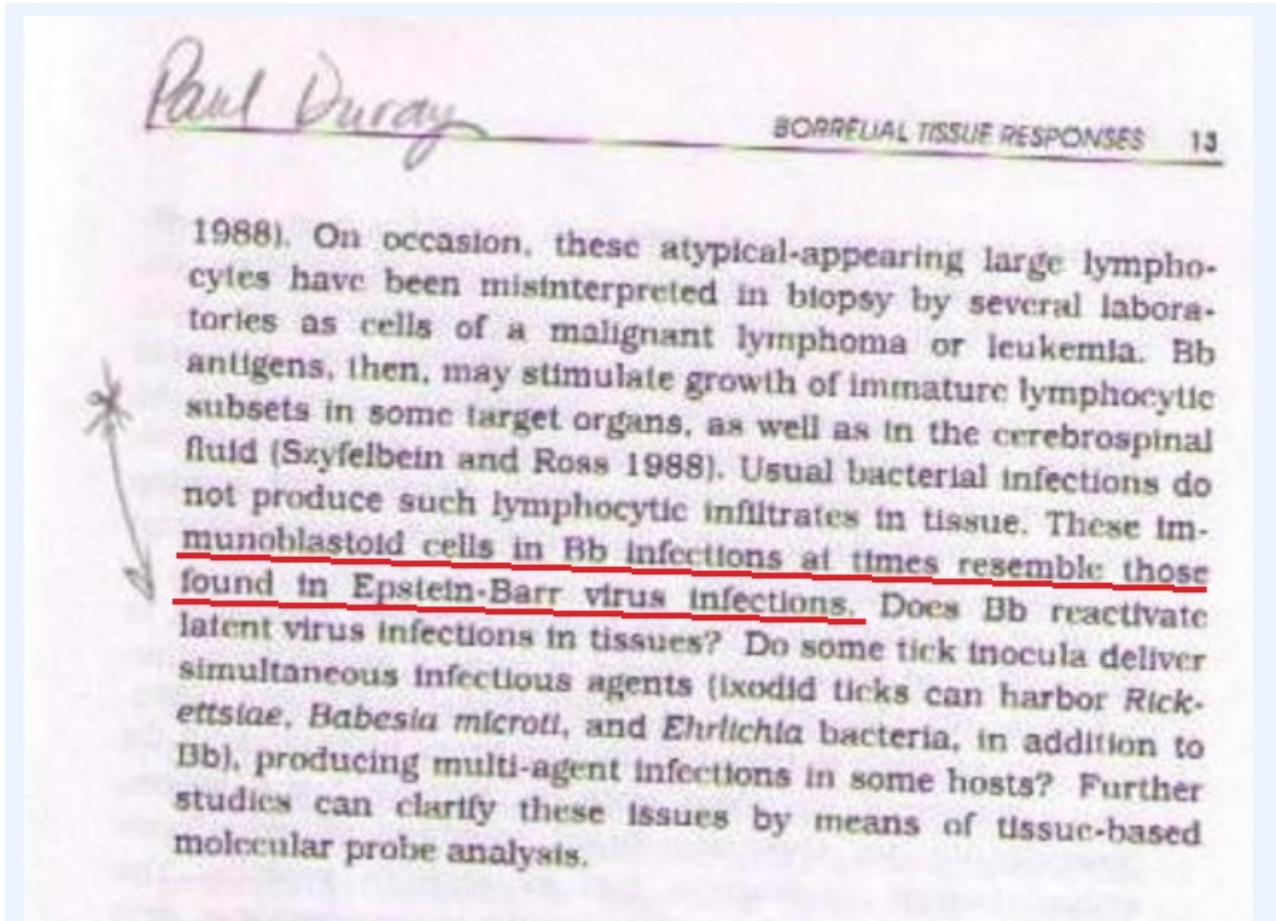 Paul Duray
BORRELIAL TISSUE RESPONSES 13
1988). On occasion, these atypical-appearing large lympho-
cytes have been misinterpreted in biopsy by several labora-
tories as cells of a malignant lymphoma or leukemia. Bb
antigens, then, may stimulate growth of immature lymphocytic
subsets in some target organs, as well as in the cerebrospinal
fluid (Szyfelbein and Ross 1988). Usual bacterial infections do
not produce such lymphocytic infiltrates in tissue. These im-
munoblastoid cells in Bb infections at times resemble those
found in Epstein-Barr virus infections. Does Bb reactivate
latent virus infections in tissues? Do some tick inocula deliver
simultaneous infectious agents (ixodid ticks can harbor Rick-
ettsiae, Babesia microti, and Ehrlichia bacteria, in addition to
Bb), producing multi-agent infections in some hosts? Further
studies can clarify these issues by means of tissue-based
molecular probe analysis.